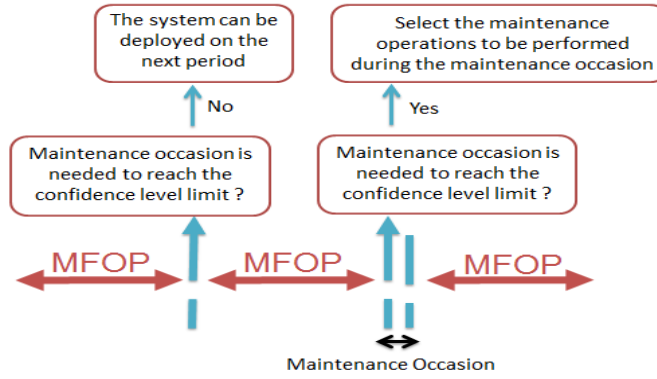 The system can be
deployed on the
next period
Select the maintenance
operations to be performed
during the maintenance occasion
No
Yes
Maintenance occasion is
needed to reach the
confidence level limit ?
Maintenance occasion is
needed to reach the
confidence level limit ?
MFOP
MFOP
MFOP
Maintenance Occasion